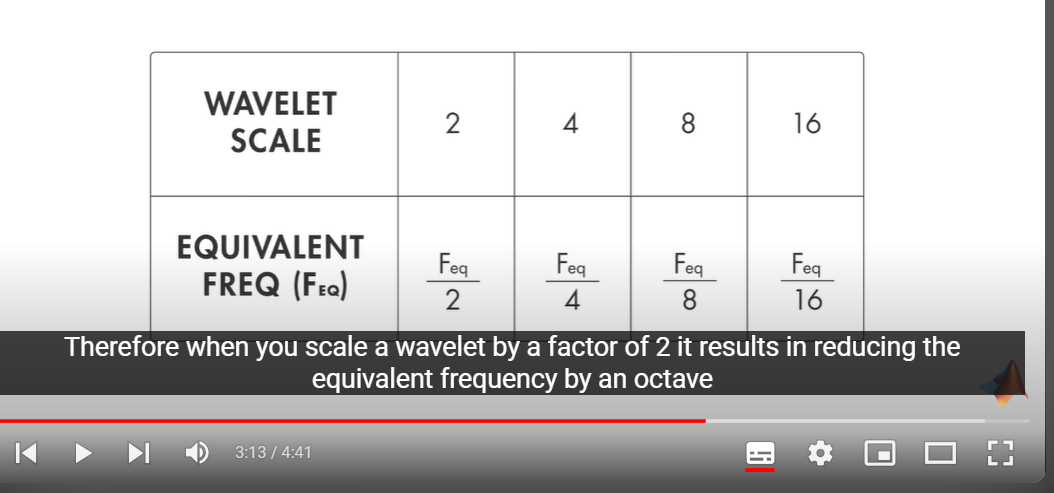 WAVELET
SCALE
2
4
8
16
EQUIVALENT
FREQ (FEQ)
Feq
2
Feq
4
Feq
8
Feq
16
Therefore when you scale a wavelet by a factor of 2 it results in reducing the
equivalent frequency by an octave
3:13 / 4:41